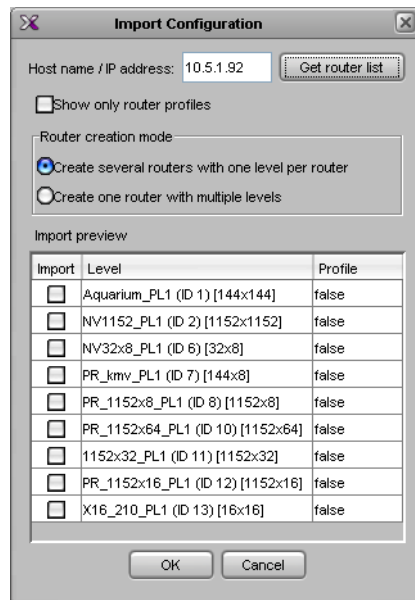 Import Configuration
Host name / IP address: 10.5.1.92 Get router list
Show only router profiles
Router creation mode
Create several routers with one level per router
Create one router with multiple levels
Import preview
Import Level Profile
Aquarium_PL1 (ID 1) [144x144] false
NV1152_PL1 (ID 2) [1152x1152] false
NV32x8_PL1 (ID 6) [32x8] false
PR_kmv_PL1 (ID 7) [144x8] false
PR_1152x8_PL1 (ID 8) [1152x8] false
PR_1152x64_PL1 (ID 10) [1152x64] false
1152x32_PL1 (ID 11) [1152x32] false
PR_1152x16_PL1 (ID 12) [1152x16] false
X16_210_PL1 (ID 13) [16x16] false
OK Cancel